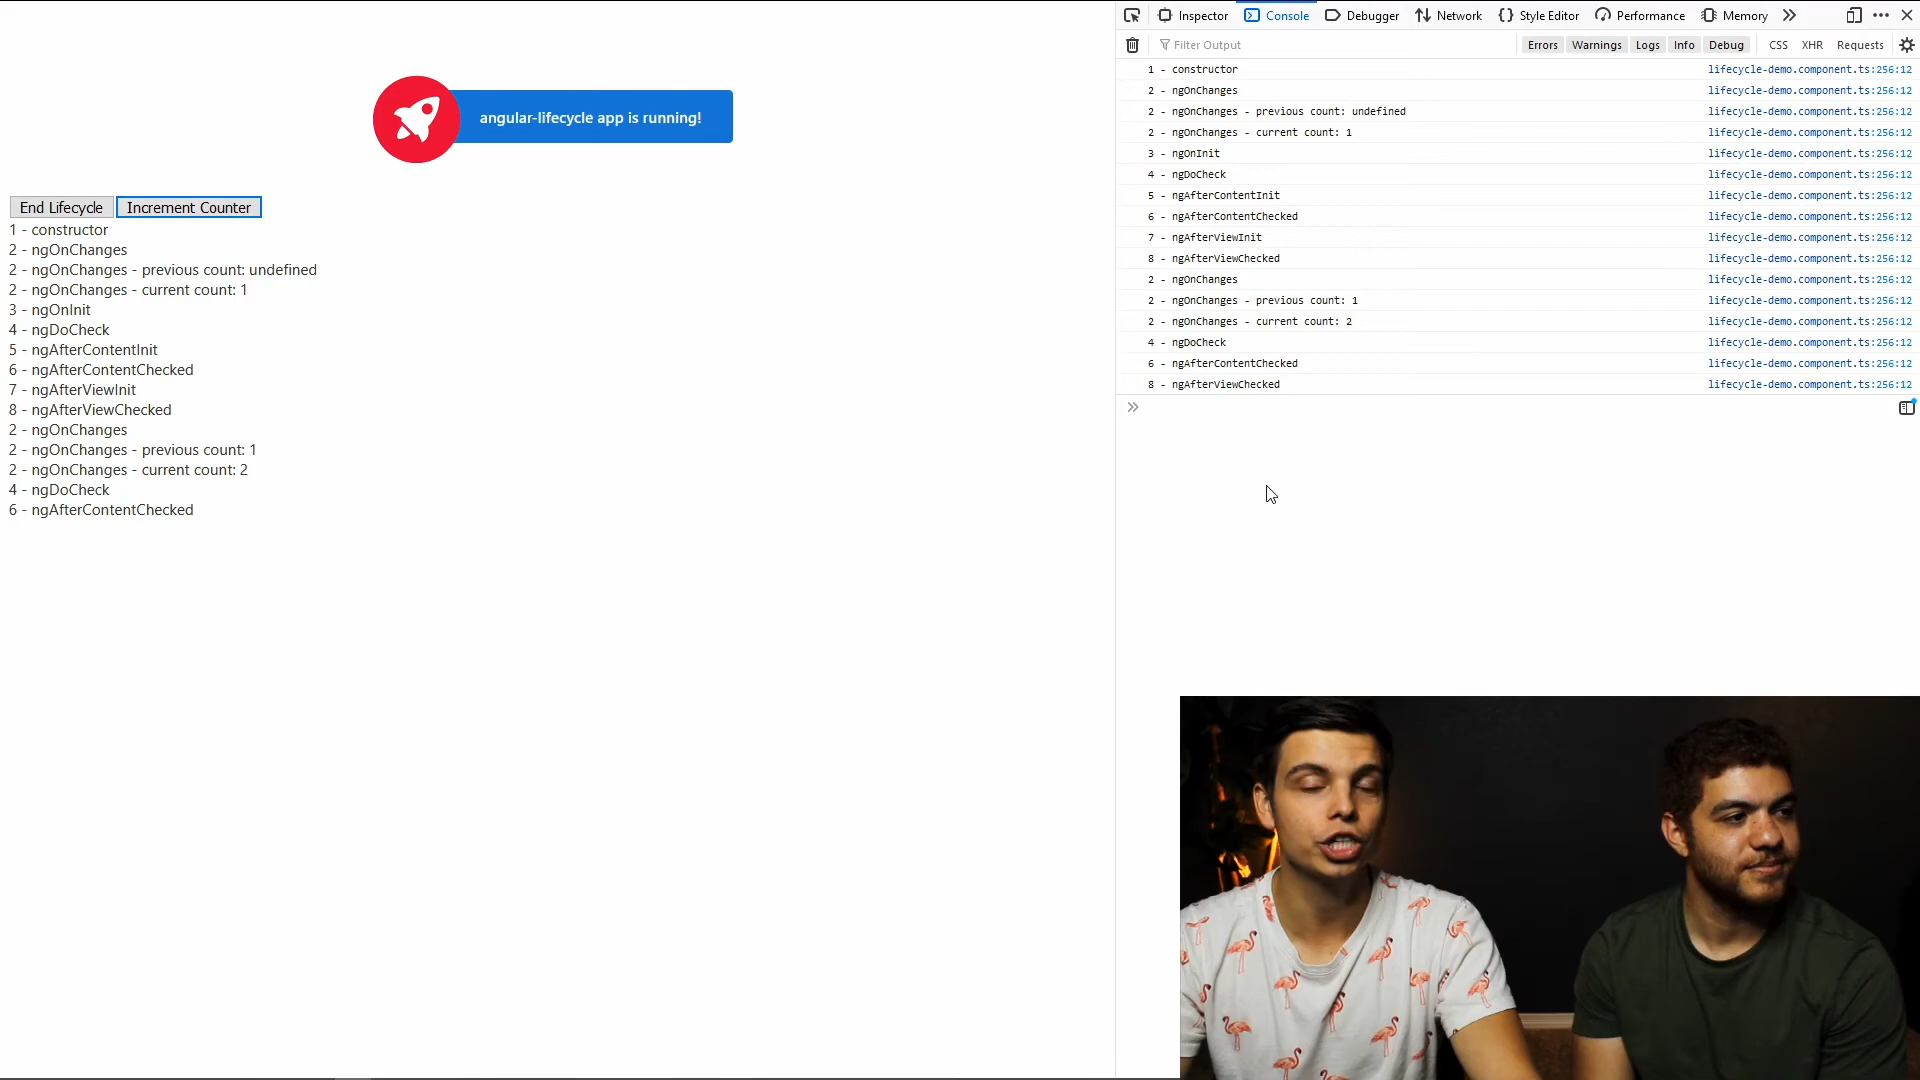 angular-lifecycle app is running!
End Lifecycle Increment Counter
1 - constructor
2 - ngOnChanges
2 - ngOnChanges - previous count: undefined
2 - ngOnChanges - current count: 1
3 - ngOnInit
4 - ngDoCheck
5 - ngAfterContentInit
6 - ngAfterContentChecked
7 - ngAfterViewInit
8 - ngAfterViewChecked
2 - ngOnChanges
2 - ngOnChanges - previous count: 1
2 - ngOnChanges - current count: 2
4 - ngDoCheck
6 - ngAfterContentChecked
Inspector Console Debugger Network Style Editor Performance Memory
Filter Output Errors Warnings Logs Info Debug CSS XHR Requests
1 - constructor lifecycle-demo.component.ts:256:12
2 - ngOnChanges lifecycle-demo.component.ts:256:12
2 - ngOnChanges - previous count: undefined lifecycle-demo.component.ts:256:12
2 - ngOnChanges - current count: 1 lifecycle-demo.component.ts:256:12
3 - ngOnInit lifecycle-demo.component.ts:256:12
4 - ngDoCheck lifecycle-demo.component.ts:256:12
5 - ngAfterContentInit lifecycle-demo.component.ts:256:12
6 - ngAfterContentChecked lifecycle-demo.component.ts:256:12
7 - ngAfterViewInit lifecycle-demo.component.ts:256:12
8 - ngAfterViewChecked lifecycle-demo.component.ts:256:12
2 - ngOnChanges lifecycle-demo.component.ts:256:12
2 - ngOnChanges - previous count: 1 lifecycle-demo.component.ts:256:12
2 - ngOnChanges - current count: 2 lifecycle-demo.component.ts:256:12
4 - ngDoCheck lifecycle-demo.component.ts:256:12
6 - ngAfterContentChecked lifecycle-demo.component.ts:256:12
8 - ngAfterViewChecked lifecycle-demo.component.ts:256:12